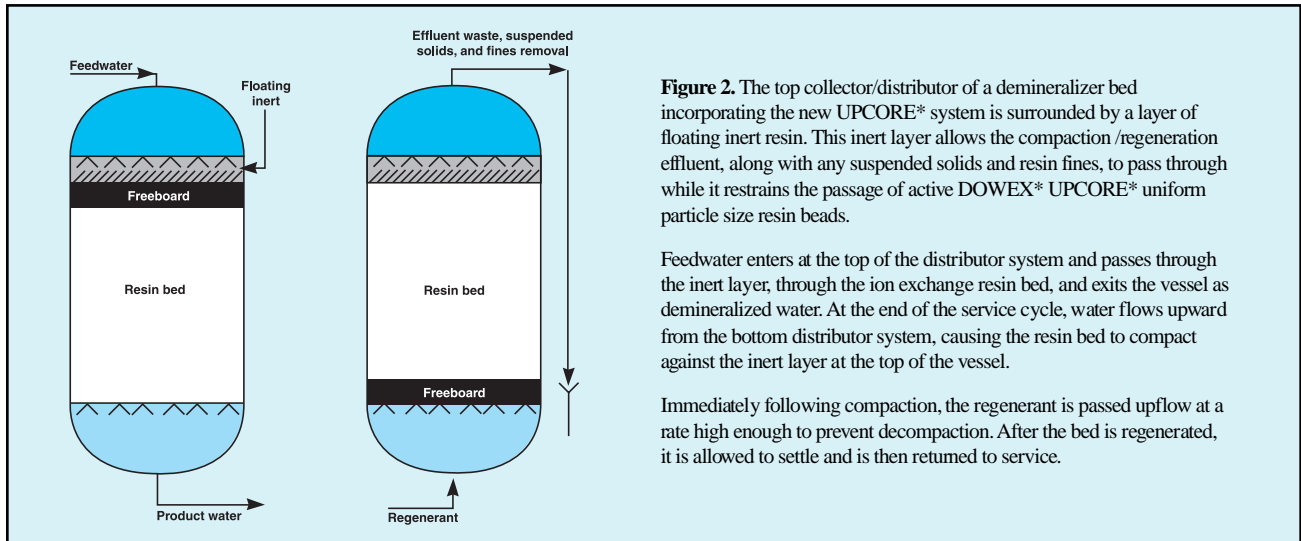 Feedwater
Floating
inert
Freeboard
Resin bed
Product water
Effluent waste, suspended
solids, and fines removal
Resin bed
Freeboard
Regenerant
Figure 2. The top collector/distributor of a demineralizer bed
incorporating the new UPCORE* system is surrounded by a layer of
floating inert resin. This inert layer allows the compaction /regeneration
effluent, along with any suspended solids and resin fines, to pass through
while it restrains the passage of active DOWEX* UPCORE* uniform
particle size resin beads.
Feedwater enters at the top of the distributor system and passes through
the inert layer, through the ion exchange resin bed, and exits the vessel as
demineralized water. At the end of the service cycle, water flows upward
from the bottom distributor system, causing the resin bed to compact
against the inert layer at the top of the vessel.
Immediately following compaction, the regenerant is passed upflow at a
rate high enough to prevent decompaction. After the bed is regenerated,
it is allowed to settle and is then returned to service.